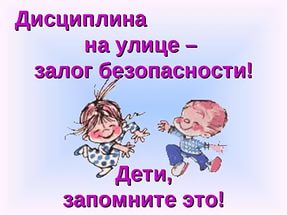 Дисциплина
на улице –
залог безопасности!
Дети,
запомните это!